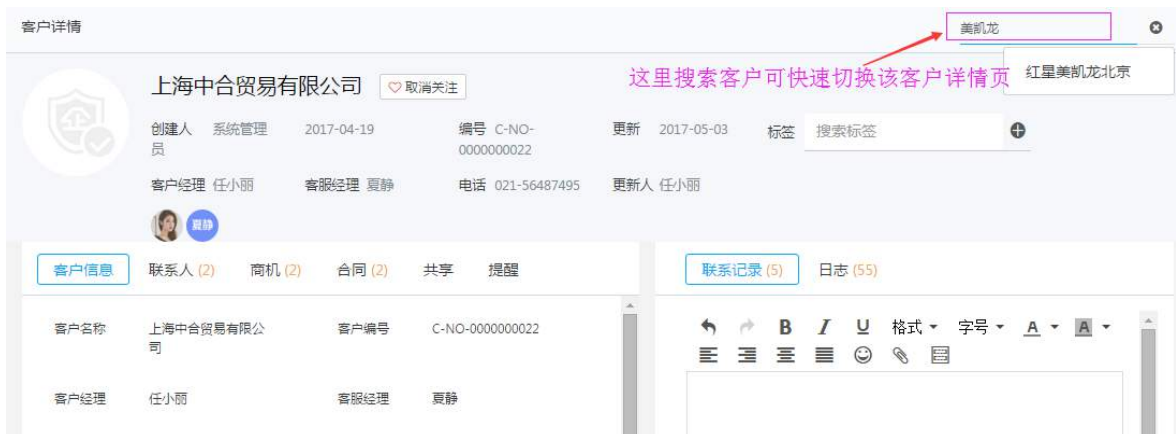 客户详情
美凯龙
红星美凯龙北京
这里搜索客户可快速切换该客户详情页
上海中合贸易有限公司 取消关注
创建人 系统管理员 2017-04-19 编号 C-NO-0000000022 更新 2017-05-03 标签 搜索标签
客户经理 任小丽 客服经理 夏静 电话 021-56487495 更新人 任小丽
夏静
客户信息 联系人 (2) 商机 (2) 合同 (2) 共享 提醒
联系记录 (5) 日志 (55)
客户名称 上海中合贸易有限公司 客户编号 C-NO-0000000022
客户经理 任小丽 客服经理 夏静
B I U 格式 字号 A A